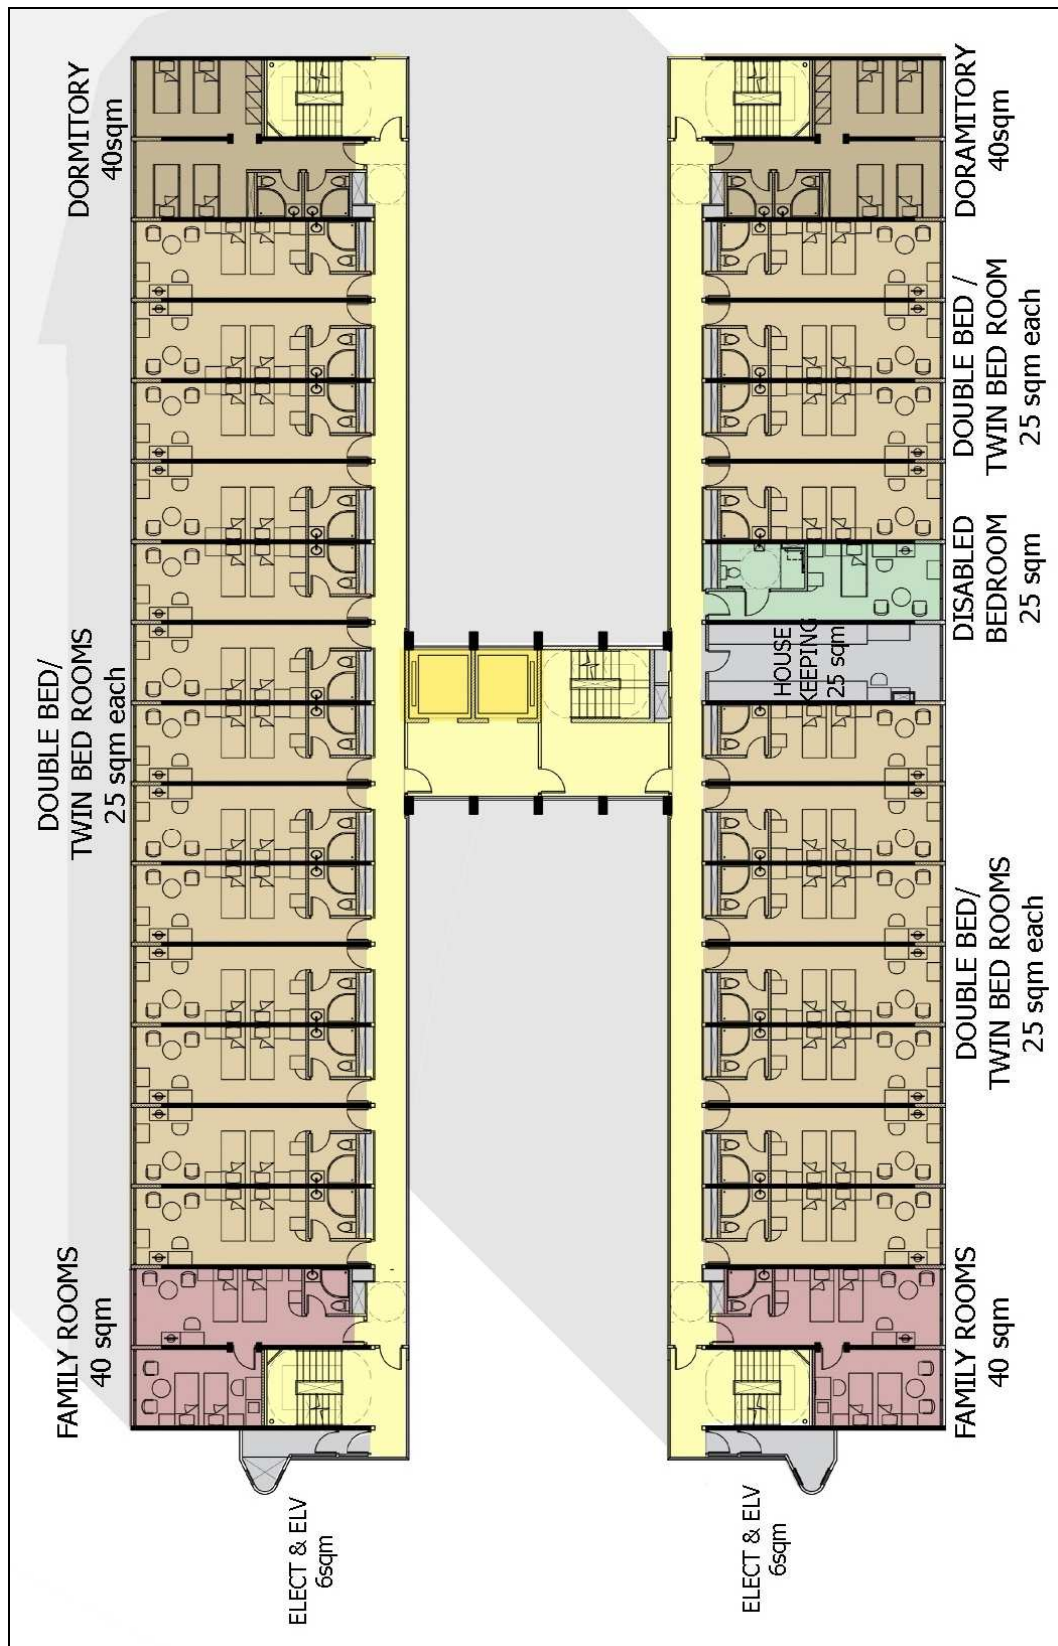 DORMITORY
40sqm
DOUBLE BED/
TWIN BED ROOMS
25 sqm each
FAMILY ROOMS
40 sqm
ELECT & ELV
6sqm
DORAMITORY
40sqm
DOUBLE BED /
TWIN BED ROOM
25 sqm each
DISABLED
BEDROOM
25 sqm
HOUSE
KEEPING
25 sqm
DOUBLE BED/
TWIN BED ROOMS
25 sqm each
FAMILY ROOMS
40 sqm
ELECT & ELV
6sqm